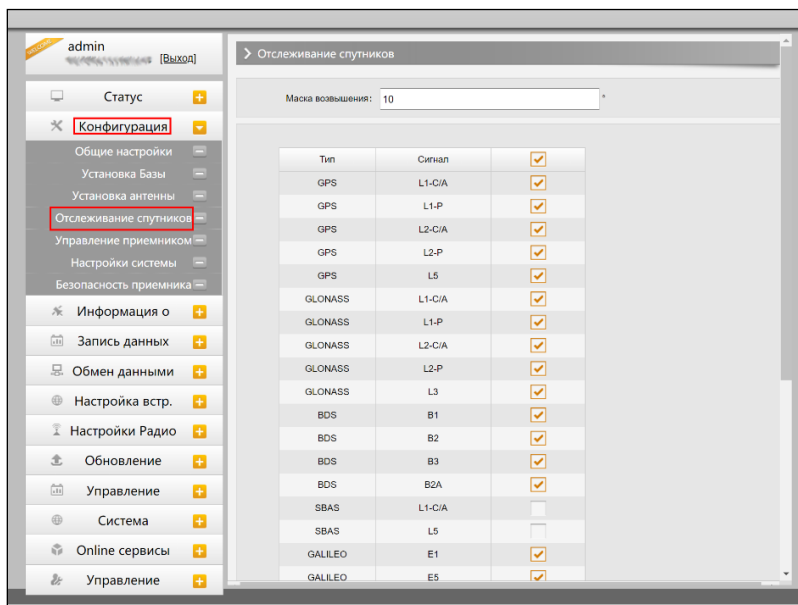 WELCOME
admin
[Выход]
Статус
Конфигурация
Общие настройки
Установка Базы
Установка антенны
Отслеживание спутников
Управление приемником
Настройки системы
Безопасность приемника
Информация о
Запись данных
Обмен данными
Настройка встр.
Настройки Радио
Обновление
Управление
Система
Online сервисы
Управление
Отслеживание спутников
Маска возвышения: 10 *
Тип Сигнал
GPS L1-C/A
GPS L1-P
GPS L2-C/A
GPS L2-P
GPS L5
GLONASS L1-C/A
GLONASS L1-P
GLONASS L2-C/A
GLONASS L2-P
GLONASS L3
BDS B1
BDS B2
BDS B3
BDS B2A
SBAS L1-C/A
SBAS L5
GALILEO E1
GALILEO E5